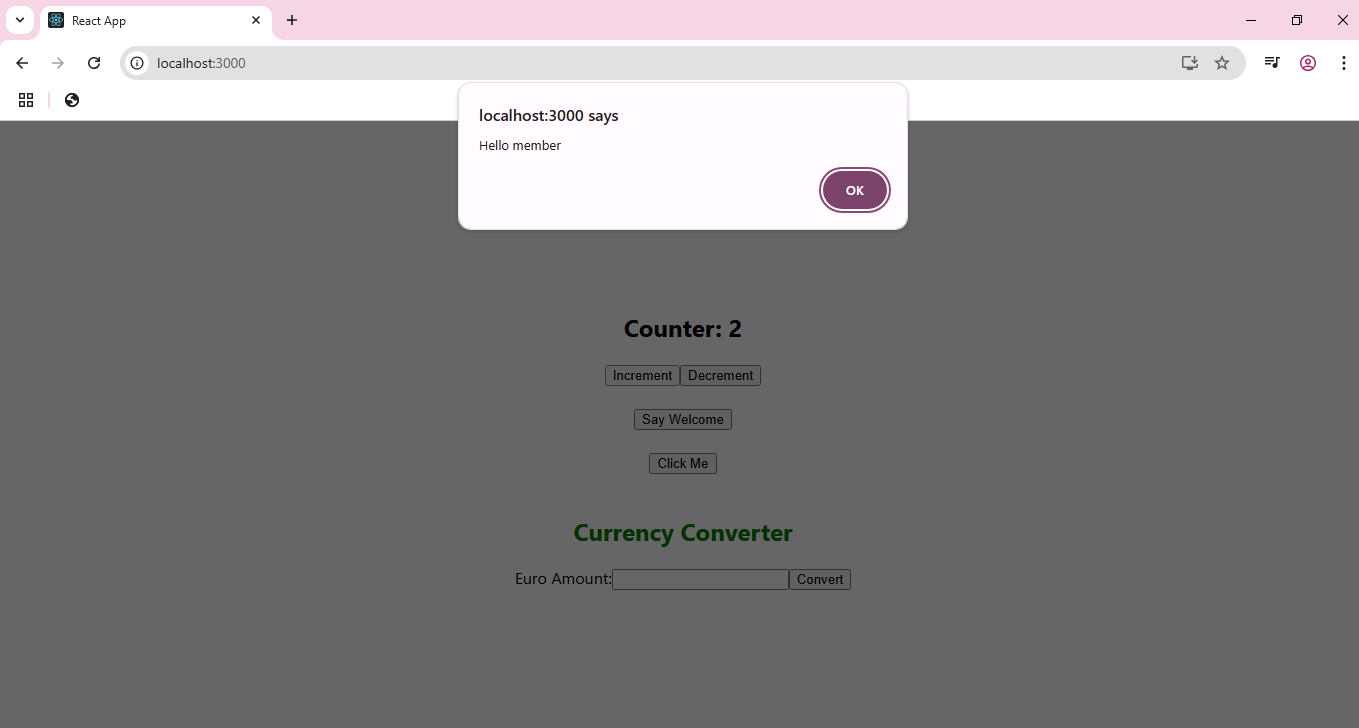 React App
localhost:3000
localhost:3000 says
Hello member
OK
Counter: 2
Increment Decrement
Say Welcome
Click Me
Currency Converter
Euro Amount: Convert